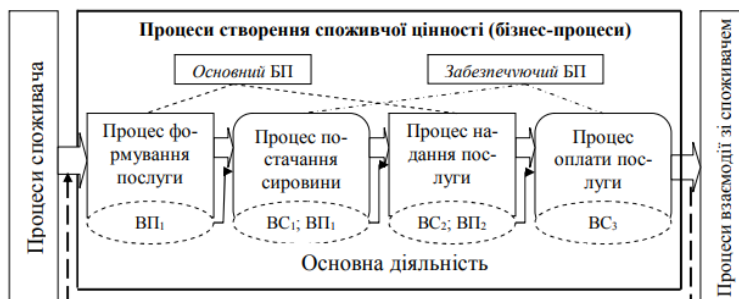 Процеси споживача
Процеси створення споживчої цінності (бізнес-процеси)
Основний БП
Забезпечуючий БП
Процес фо-
рмування
послуги
ВП₁
Процес по-
стачання
сировини
ВС₁; ВП₁
Процес на-
дання пос-
луги
ВС₂; ВП₂
Процес
оплати пос-
луги
ВС₃
Основна діяльність
Процеси взаємодії зі споживачем